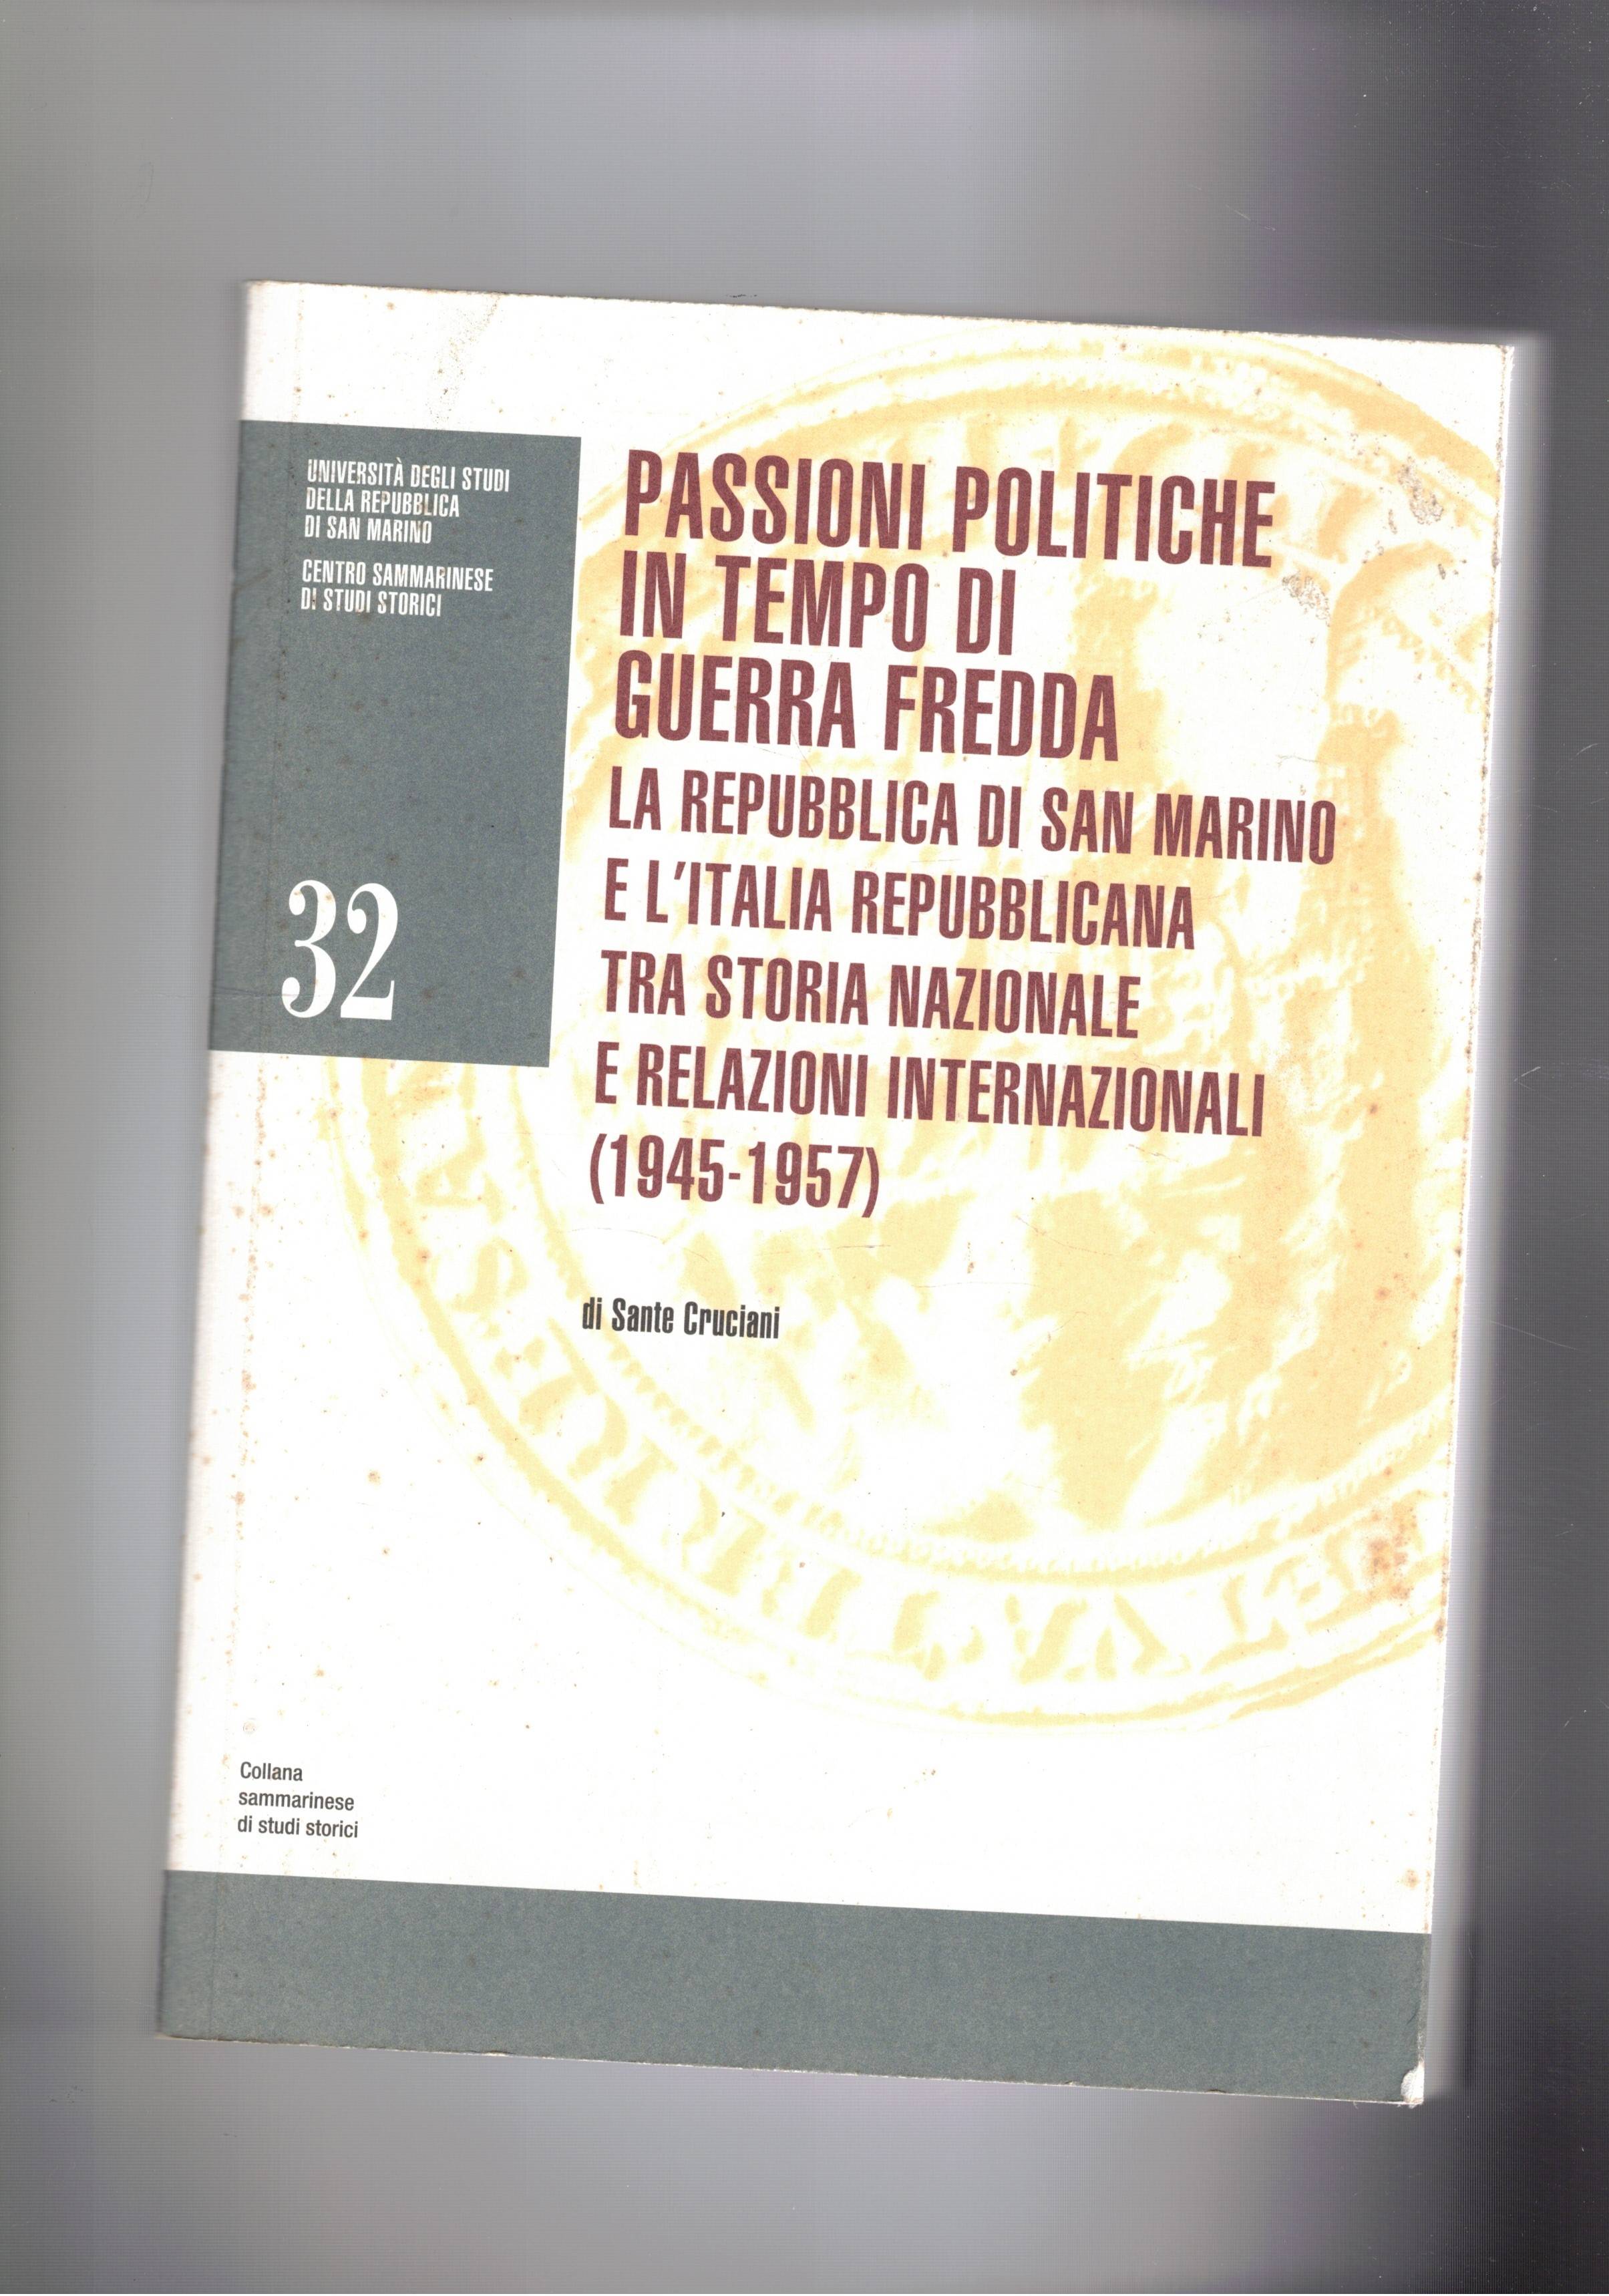 UNIVERSITÀ DEGLI STUDI
DELLA REPUBBLICA
DI SAN MARINO
CENTRO SAMMARINESE
DI STUDI STORICI
32
PASSIONI POLITICHE
IN TEMPO DI
GUERRA FREDDA
LA REPUBBLICA DI SAN MARINO
E L'ITALIA REPUBBLICANA
TRA STORIA NAZIONALE
E RELAZIONI INTERNAZIONALI
(1945-1957)
di Sante Cruciani
Collana
sammarinese
di studi storici